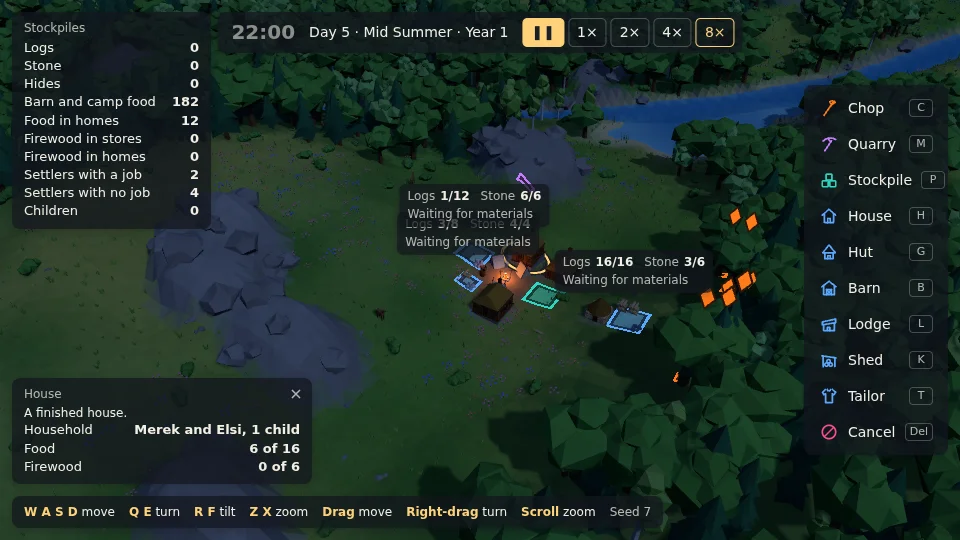 Stockpiles
Logs 0
Stone 0
Hides 0
Barn and camp food 182
Food in homes 12
Firewood in stores 0
Firewood in homes 0
Settlers with a job 2
Settlers with no job 4
Children 0
22:00 Day 5 · Mid Summer · Year 1 ❚❚ 1× 2× 4× 8×
Logs 1/12 Stone 6/6
Waiting for materials
Logs 3/8 Stone 4/4
Waiting for materials
Logs 16/16 Stone 3/6
Waiting for materials
Chop C
Quarry M
Stockpile P
House H
Hut G
Barn B
Lodge L
Shed K
Tailor T
Cancel Del
House ×
A finished house.
Household Merek and Elsi, 1 child
Food 6 of 16
Firewood 0 of 6
W A S D move Q E turn R F tilt Z X zoom Drag move Right-drag turn Scroll zoom Seed 7